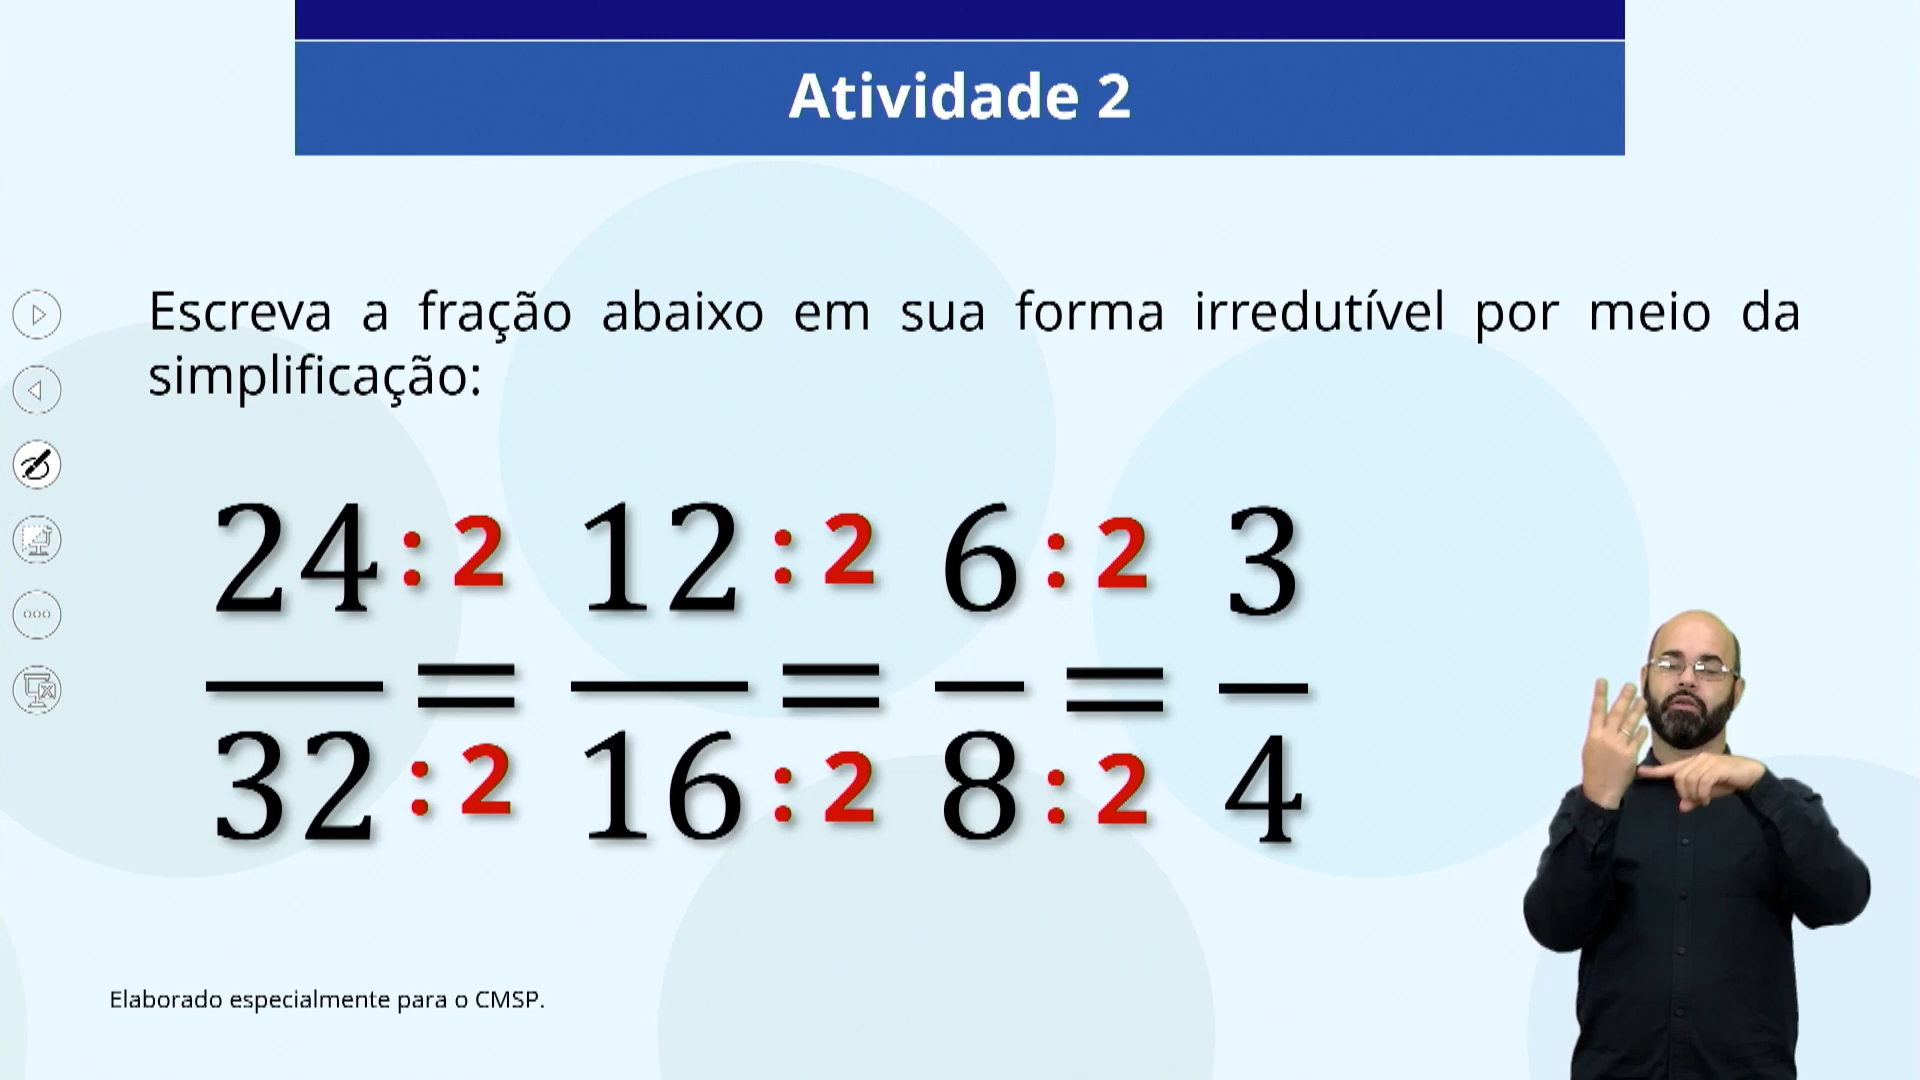 Atividade 2
Escreva a fração abaixo em sua forma irredutível por meio da
simplificação:
24 : 2 12 : 2 6 : 2 3
= = =
32 : 2 16 : 2 8 : 2 4
Elaborado especialmente para o CMSP.